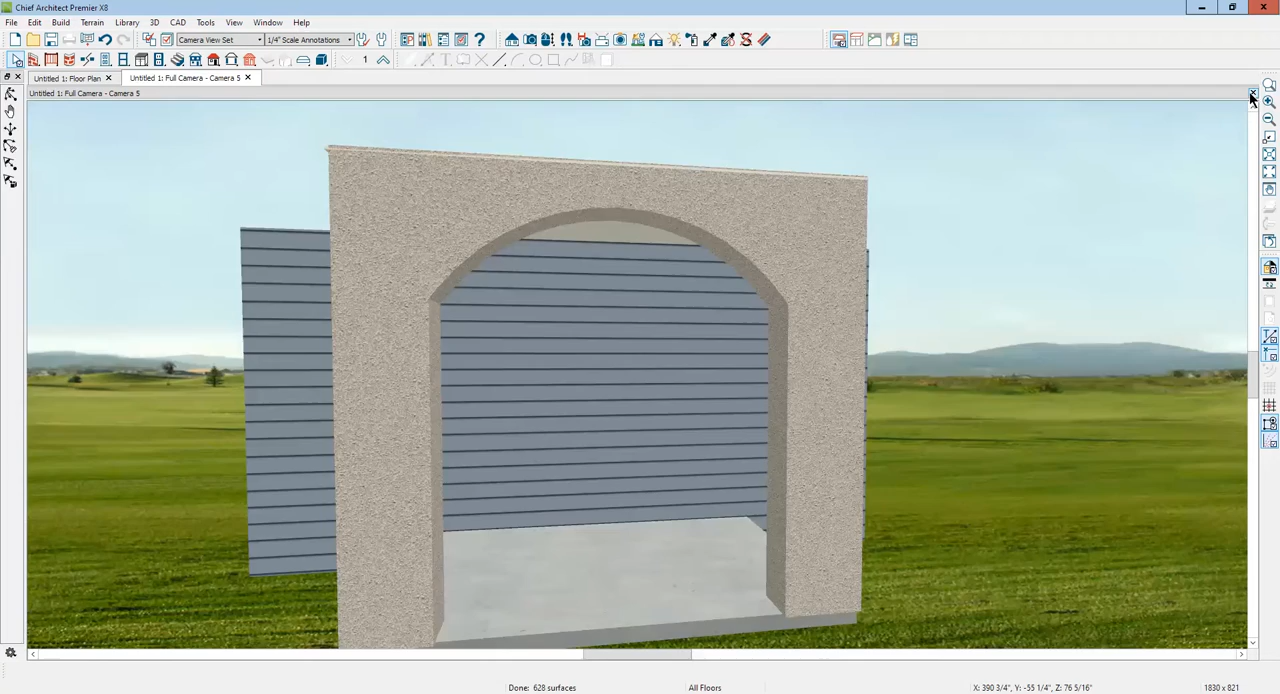 Chief Architect Premier X8
File Edit Build Terrain Library 3D CAD Tools View Window Help
Camera View Set 1/4" Scale Annotations
1
Untitled 1: Floor Plan Untitled 1: Full Camera - Camera 5
Untitled 1: Full Camera - Camera 5
Done: 628 surfaces All Floors X: 390 3/4", Y: -55 1/4", Z: 76 5/16" 1830 x 821